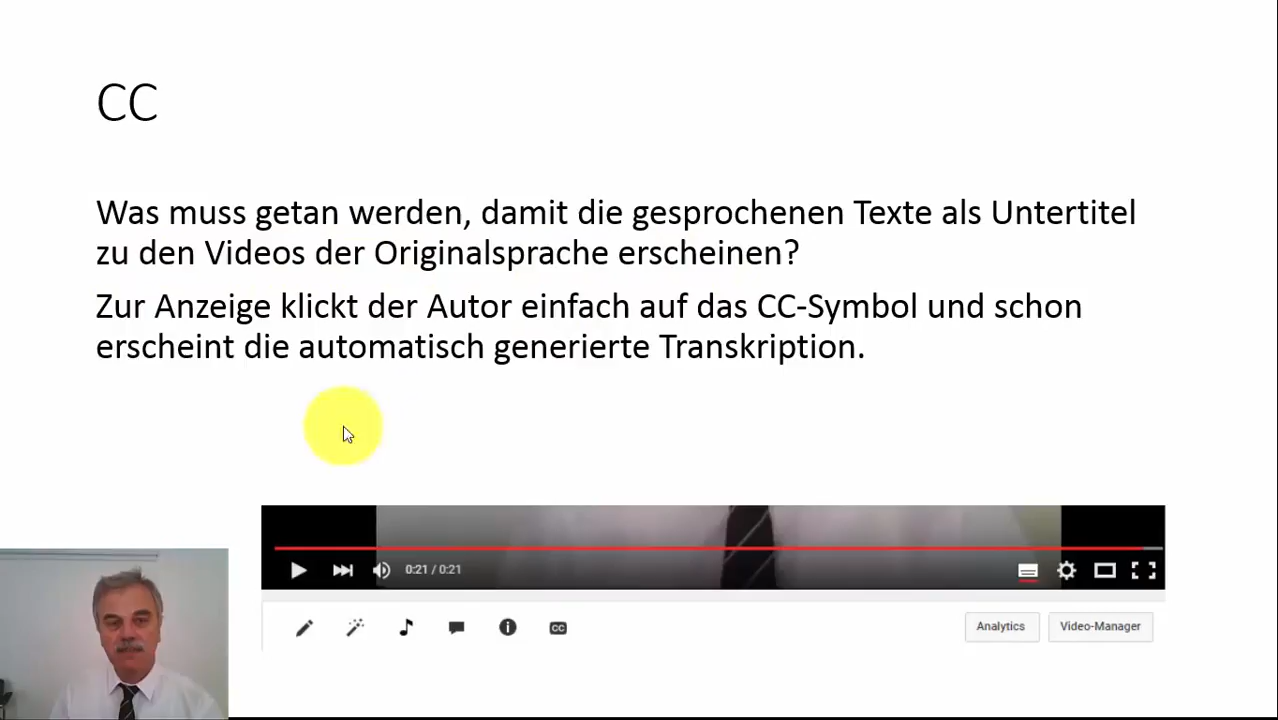 CC
Was muss getan werden, damit die gesprochenen Texte als Untertitel
zu den Videos der Originalsprache erscheinen?
Zur Anzeige klickt der Autor einfach auf das CC-Symbol und schon
erscheint die automatisch generierte Transkription.
0:21 / 0:21
CC
Analytics
Video-Manager